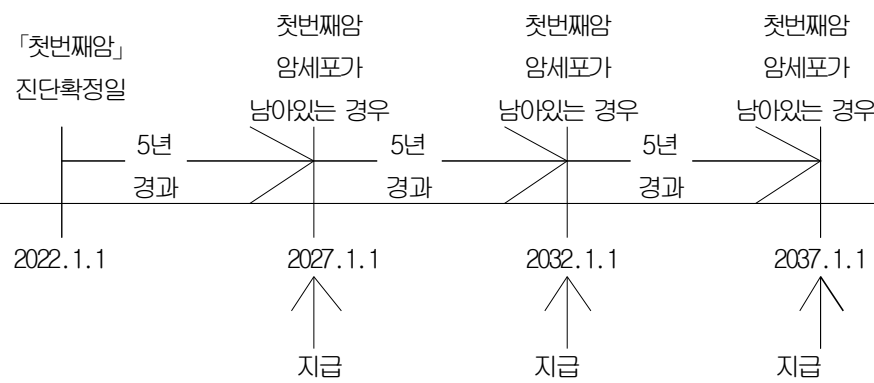 「첫번째암」
진단확정일
첫번째암
암세포가
남아있는 경우
첫번째암
암세포가
남아있는 경우
첫번째암
암세포가
남아있는 경우
5년
경과
5년
경과
5년
경과
2022.1.1
2027.1.1
2032.1.1
2037.1.1
지급
지급
지급